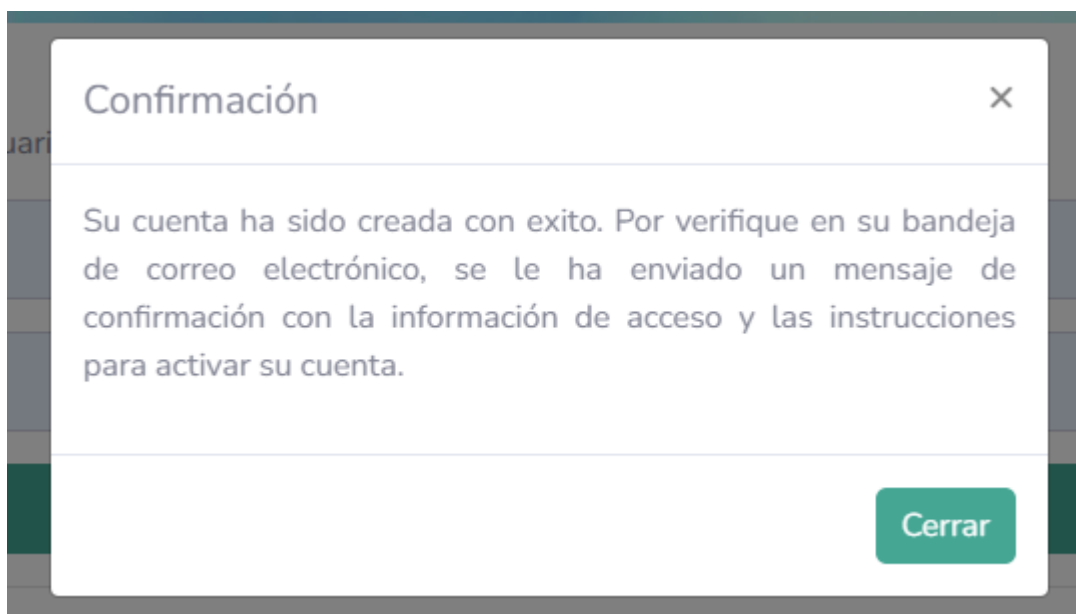 Confirmación
×
uari
Su cuenta ha sido creada con exito. Por verifique en su bandeja
de correo electrónico, se le ha enviado un mensaje de
confirmación con la información de acceso y las instrucciones
para activar su cuenta.
Cerrar